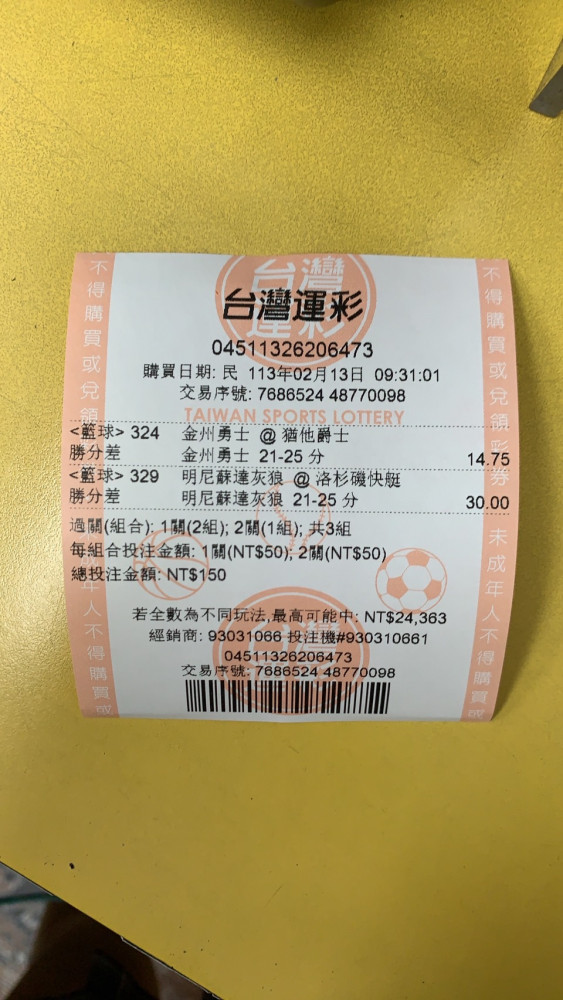 台灣運彩
04511326206473
購買日期: 民 113年02月13日 09:31:01
交易序號: 7686524 48770098
TAIWAN SPORTS LOTTERY
<籃球> 324 金州勇士 @ 猶他爵士
勝分差 金州勇士 21-25 分 14.75
<籃球> 329 明尼蘇達灰狼 @ 洛杉磯快艇
勝分差 明尼蘇達灰狼 21-25 分 30.00
過關(組合): 1關(2組); 2關(1組); 共3組
每組合投注金額: 1關(NT$50); 2關(NT$50)
總投注金額: NT$150
若全數為不同玩法,最高可能中: NT$24,363
經銷商: 93031066 投注機#930310661
04511326206473
交易序號: 7686524 48770098
不得購買或兌領
人不得購買或
不得購買或兌領彩券 未成年人不得購買或